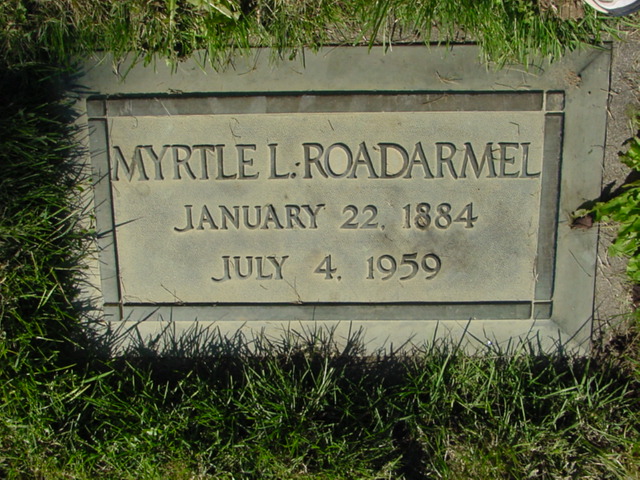 MYRTLE L. ROADARMEL
JANUARY 22, 1884
JULY 4, 1959